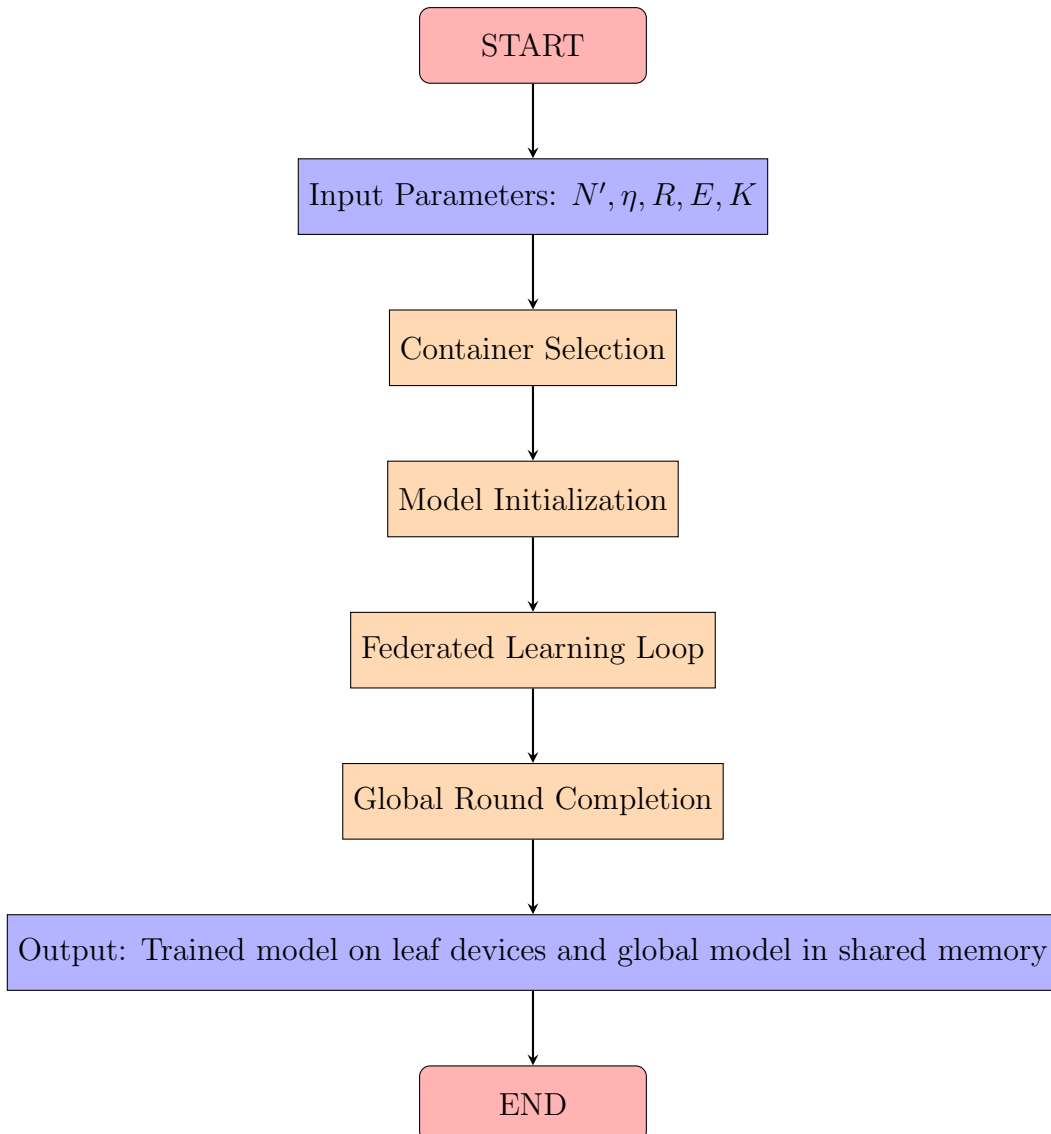 START
Input Parameters: N′, η, R, E, K
Container Selection
Model Initialization
Federated Learning Loop
Global Round Completion
Output: Trained model on leaf devices and global model in shared memory
END